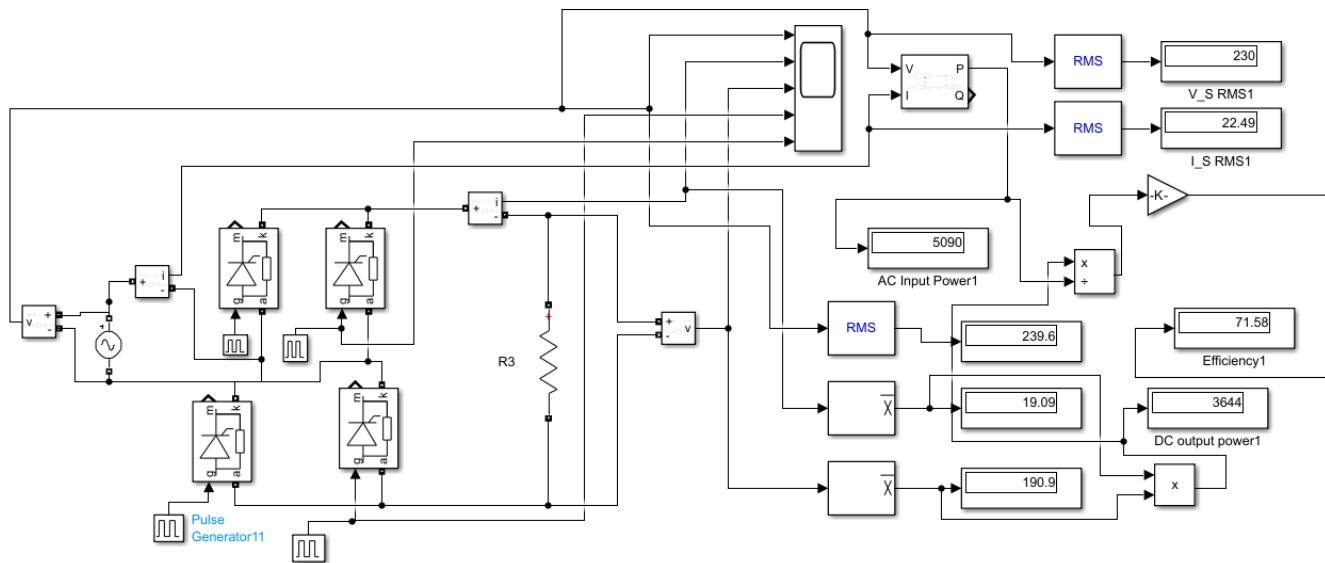 V
P
I
Q
RMS
230
V_S RMS1
RMS
22.49
I_S RMS1
-K-
i
+
-
m
k
g
a
m
k
g
a
i
+
-
5090
AC Input Power1
x
÷
v
+
-
R3
+
+
-
v
RMS
239.6
71.58
Efficiency1
m
k
g
a
m
k
g
a
x
19.09
3644
DC output power1
x
190.9
x
Pulse
Generator11